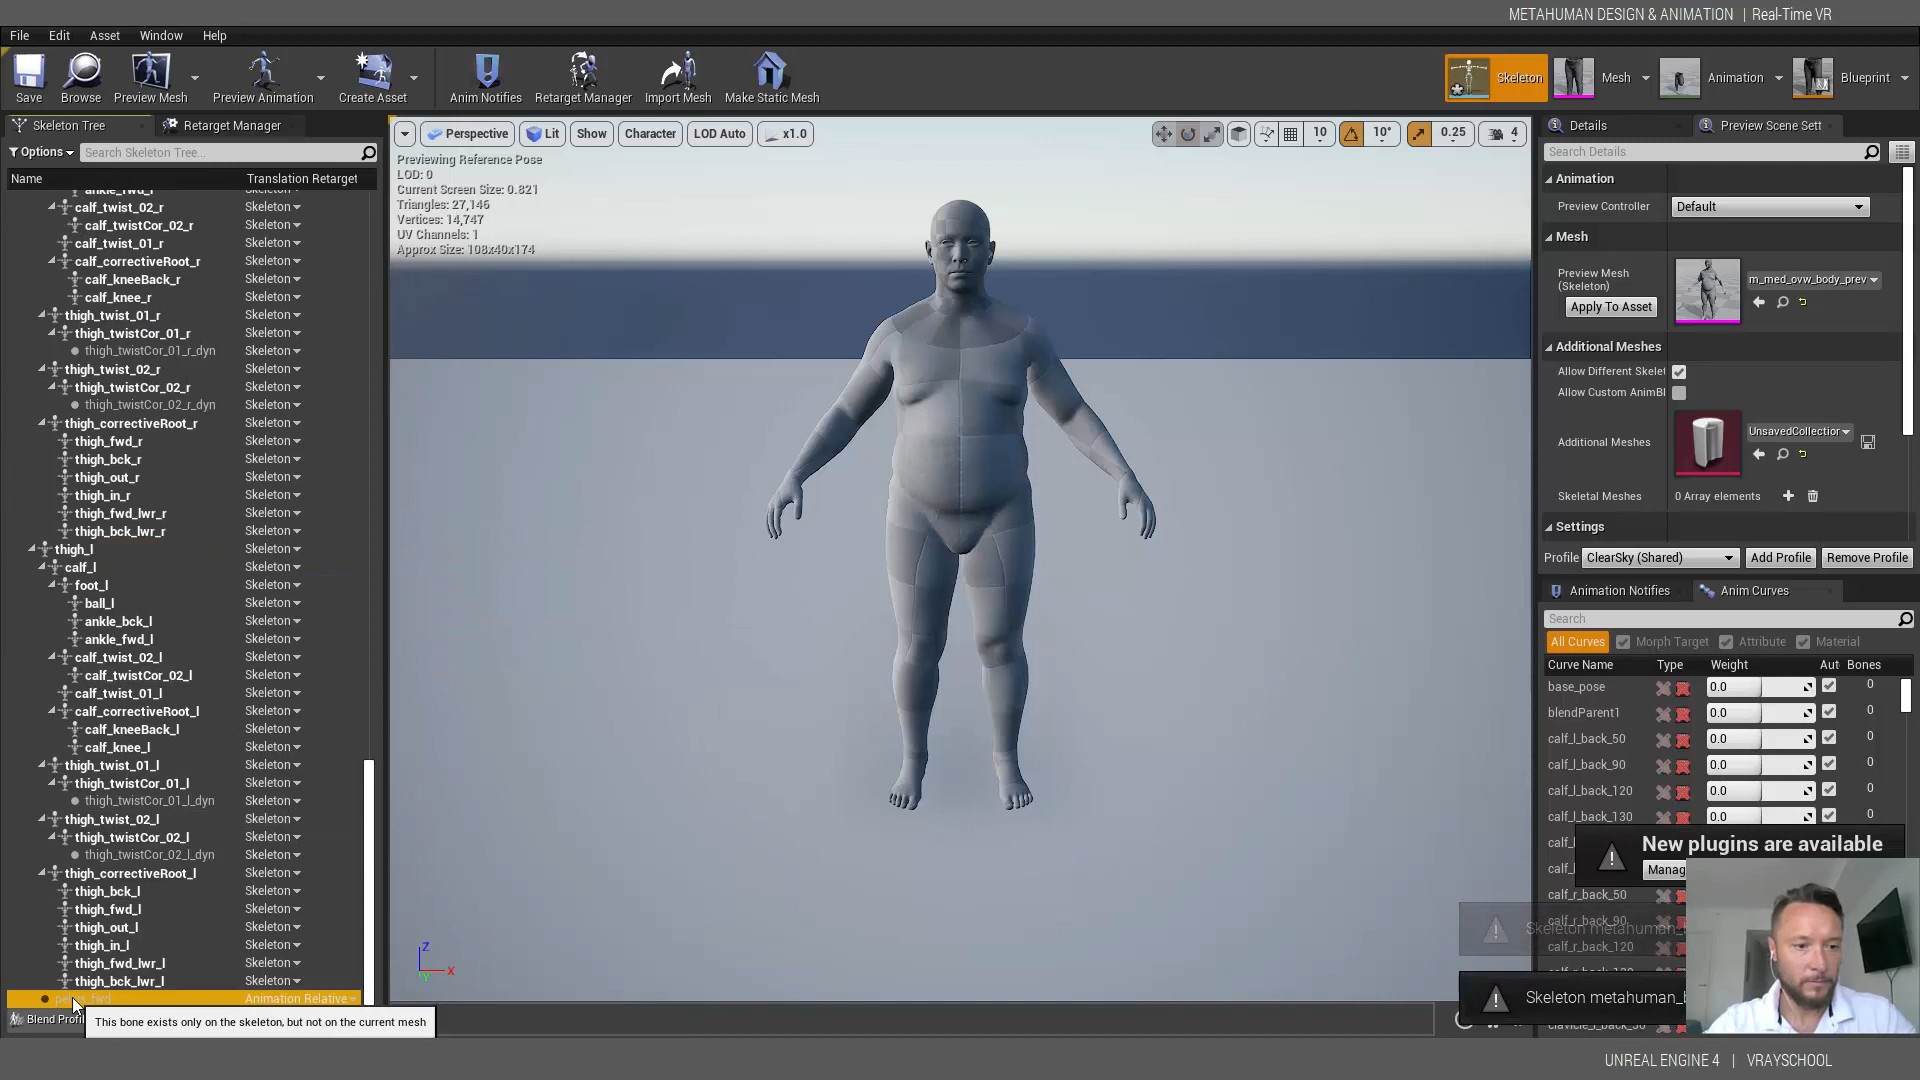 METAHUMAN DESIGN & ANIMATION | Real-Time VR
File Edit Asset Window Help
Save Browse Preview Mesh Preview Animation Create Asset Anim Notifies Retarget Manager Import Mesh Make Static Mesh Skeleton Mesh Animation Blueprint
Skeleton Tree Retarget Manager
Options Search Skeleton Tree...
Name Translation Retarget
ankle_fwd_r Skeleton
calf_twist_02_r Skeleton
calf_twistCor_02_r Skeleton
calf_twist_01_r Skeleton
calf_correctiveRoot_r Skeleton
calf_kneeBack_r Skeleton
calf_knee_r Skeleton
thigh_twist_01_r Skeleton
thigh_twistCor_01_r Skeleton
thigh_twistCor_01_r_dyn Skeleton
thigh_twist_02_r Skeleton
thigh_twistCor_02_r Skeleton
thigh_twistCor_02_r_dyn Skeleton
thigh_correctiveRoot_r Skeleton
thigh_fwd_r Skeleton
thigh_bck_r Skeleton
thigh_out_r Skeleton
thigh_in_r Skeleton
thigh_fwd_lwr_r Skeleton
thigh_bck_lwr_r Skeleton
thigh_l Skeleton
calf_l Skeleton
foot_l Skeleton
ball_l Skeleton
ankle_bck_l Skeleton
ankle_fwd_l Skeleton
calf_twist_02_l Skeleton
calf_twistCor_02_l Skeleton
calf_twist_01_l Skeleton
calf_correctiveRoot_l Skeleton
calf_kneeBack_l Skeleton
calf_knee_l Skeleton
thigh_twist_01_l Skeleton
thigh_twistCor_01_l Skeleton
thigh_twistCor_01_l_dyn Skeleton
thigh_twist_02_l Skeleton
thigh_twistCor_02_l Skeleton
thigh_twistCor_02_l_dyn Skeleton
thigh_correctiveRoot_l Skeleton
thigh_bck_l Skeleton
thigh_fwd_l Skeleton
thigh_out_l Skeleton
thigh_in_l Skeleton
thigh_fwd_lwr_l Skeleton
thigh_bck_lwr_l Skeleton
Animation Relative
Blend Profil
This bone exists only on the skeleton, but not on the current mesh
Perspective Lit Show Character LOD Auto x1.0 10 10° 0.25 4
Previewing Reference Pose
LOD: 0
Current Screen Size: 0.821
Triangles: 27,146
Vertices: 14,747
UV Channels: 1
Approx Size: 108x40x174
Z
X
Y
Details Preview Scene Sett
Search Details
Animation
Preview Controller Default
Mesh
Preview Mesh
(Skeleton)
m_med_ovw_body_prev
Apply To Asset
Additional Meshes
Allow Different Skelet
Allow Custom AnimBl
Additional Meshes UnsavedCollection
Skeletal Meshes 0 Array elements
Settings
Profile ClearSky (Shared) Add Profile Remove Profile
Animation Notifies Anim Curves
Search
All Curves Morph Target Attribute Material
Curve Name Type Weight Aut Bones
base_pose 0.0 0
blendParent1 0.0 0
calf_l_back_50 0.0 0
calf_l_back_90 0.0 0
calf_l_back_120 0.0 0
calf_l_back_130 0.0 0
calf_l
calf_l
calf_r_back_50
calf_r_back_90
calf_r_back_120
New plugins are available
Manag
Skeleton metahuman_b
Skeleton metahuman_b
UNREAL ENGINE 4 | VRAYSCHOOL